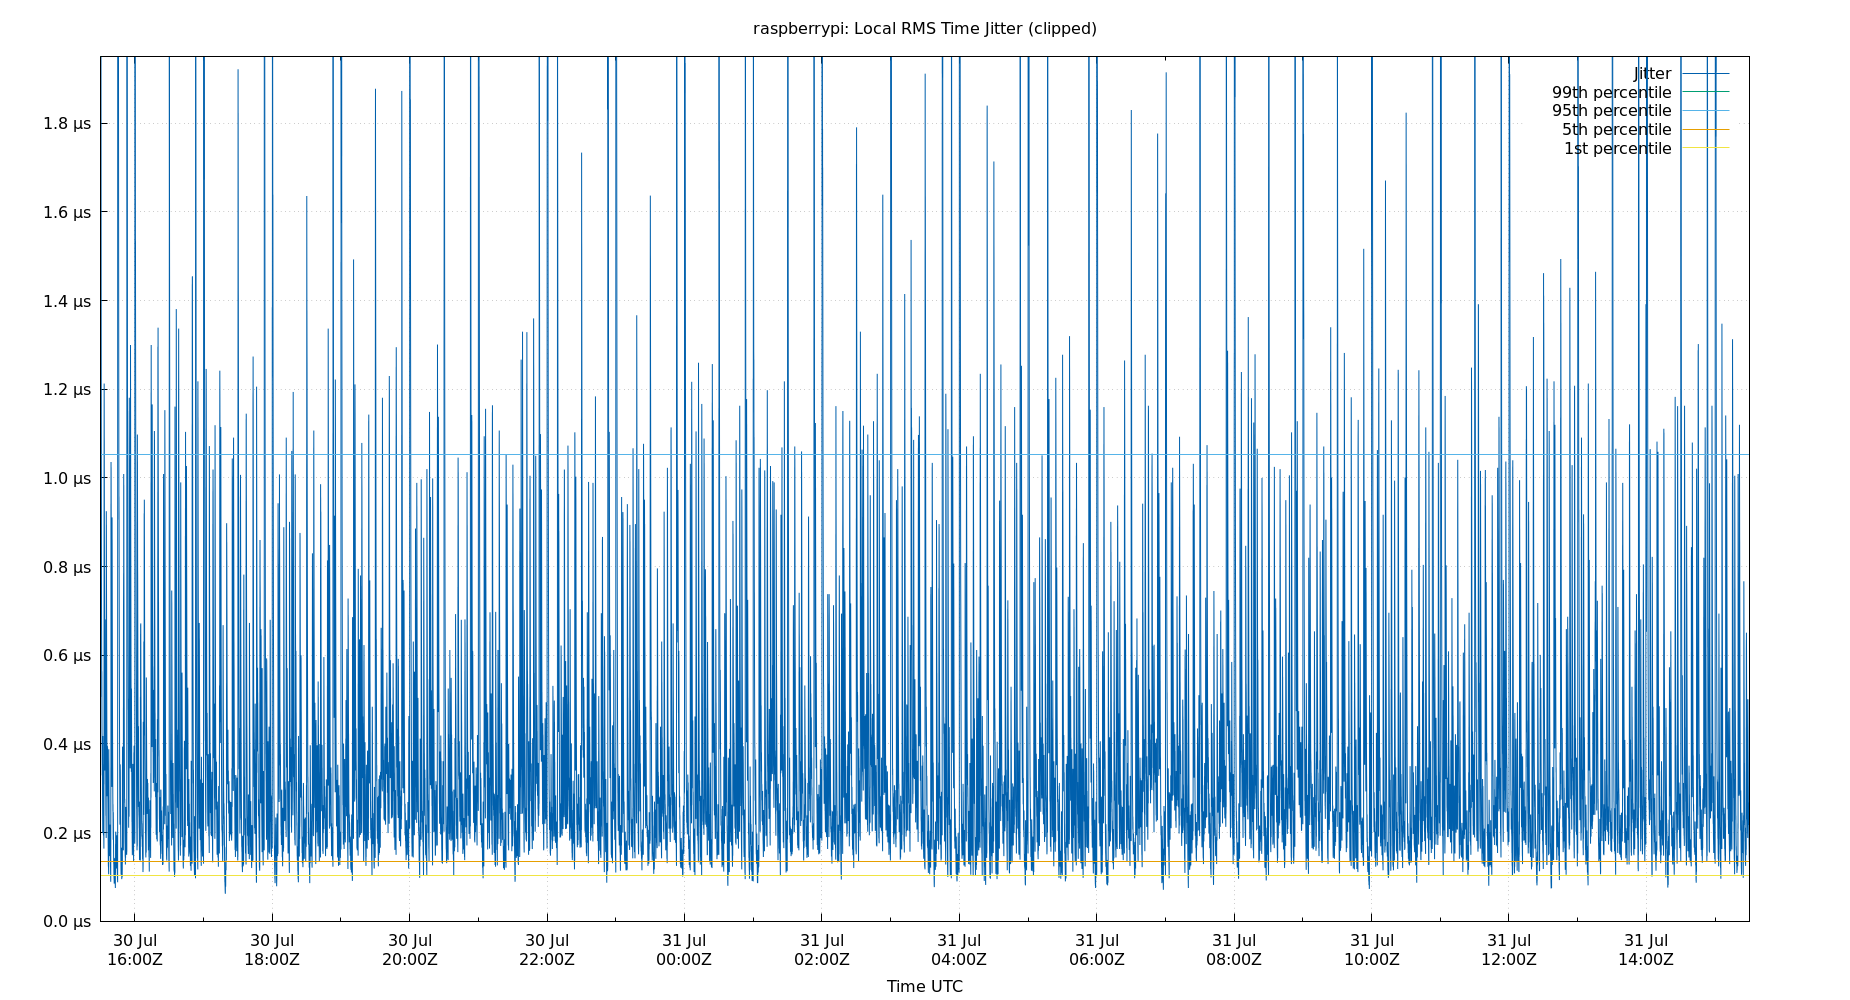 raspberrypi: Local RMS Time Jitter (clipped)
Jitter
99th percentile
95th percentile
5th percentile
1st percentile
1.8 µs
1.6 µs
1.4 µs
1.2 µs
1.0 µs
0.8 µs
0.6 µs
0.4 µs
0.2 µs
0.0 µs
30 Jul 30 Jul 30 Jul 30 Jul 31 Jul 31 Jul 31 Jul 31 Jul 31 Jul 31 Jul 31 Jul 31 Jul
16:00Z 18:00Z 20:00Z 22:00Z 00:00Z 02:00Z 04:00Z 06:00Z 08:00Z 10:00Z 12:00Z 14:00Z
Time UTC